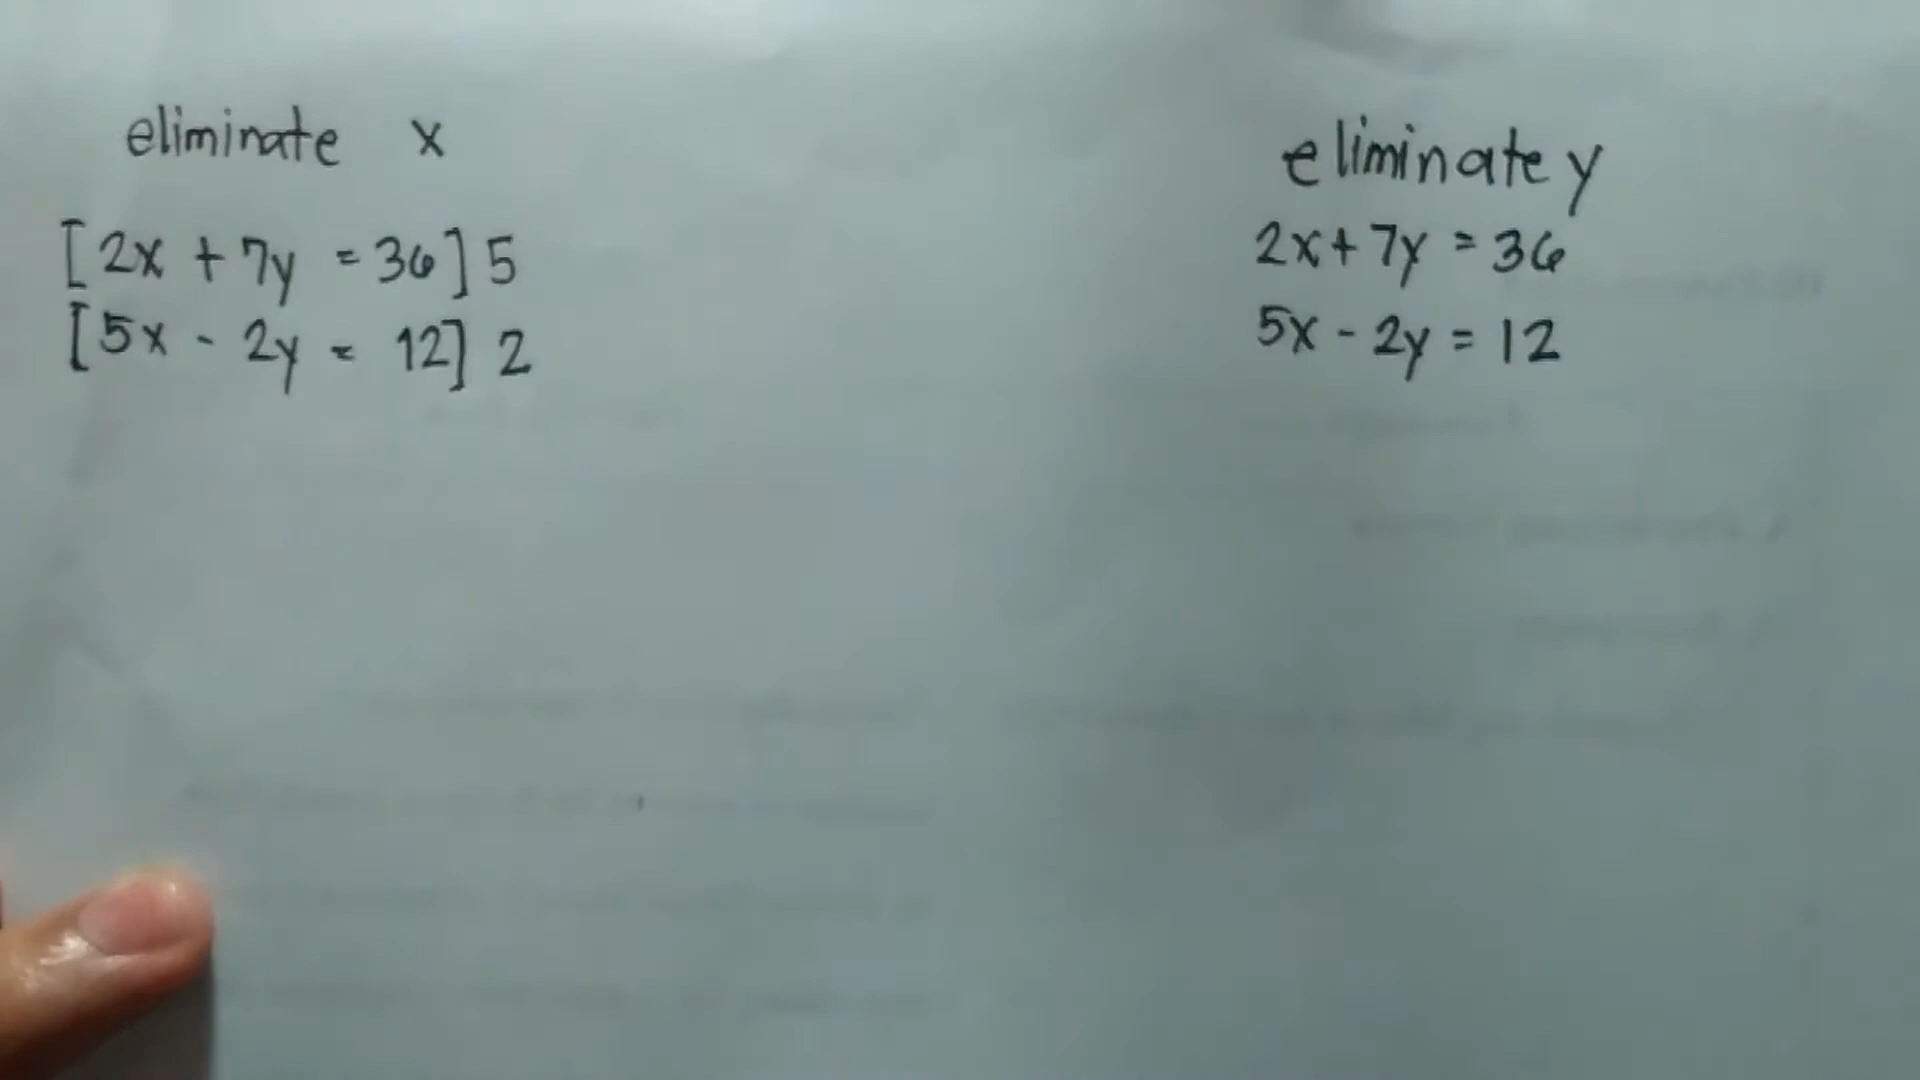 eliminate x
[2x + 7y = 36] 5
[5x - 2y = 12] 2
eliminate y
2x + 7y = 36
5x - 2y = 12